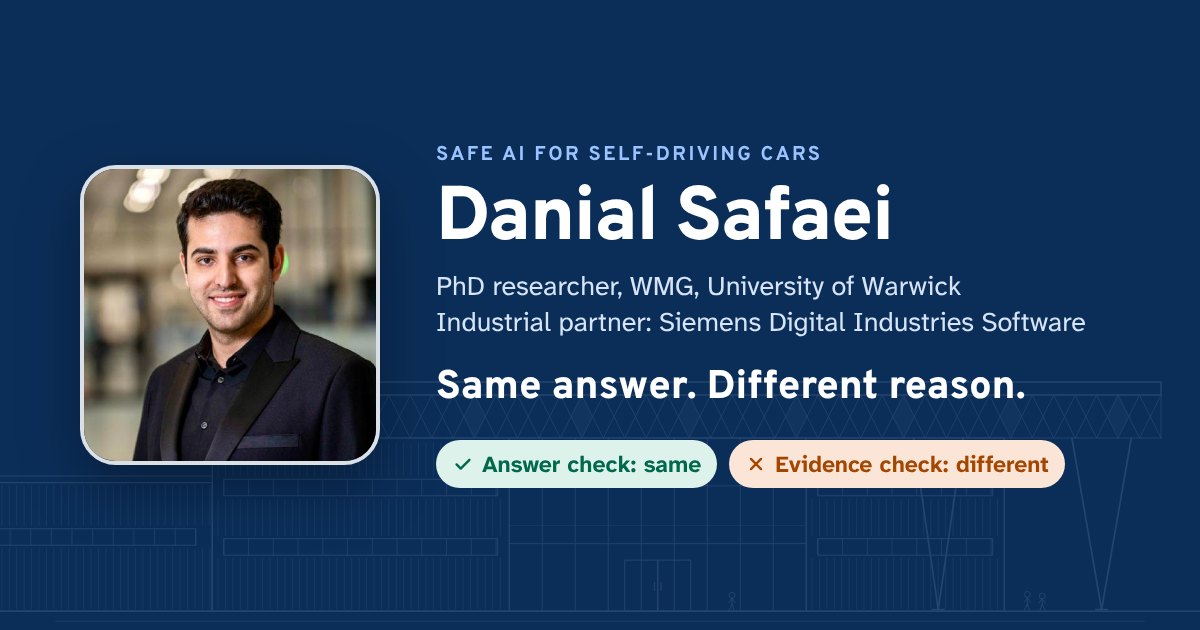 SAFE AI FOR SELF-DRIVING CARS
Danial Safaei
PhD researcher, WMG, University of Warwick
Industrial partner: Siemens Digital Industries Software
Same answer. Different reason.
✓ Answer check: same
✕ Evidence check: different